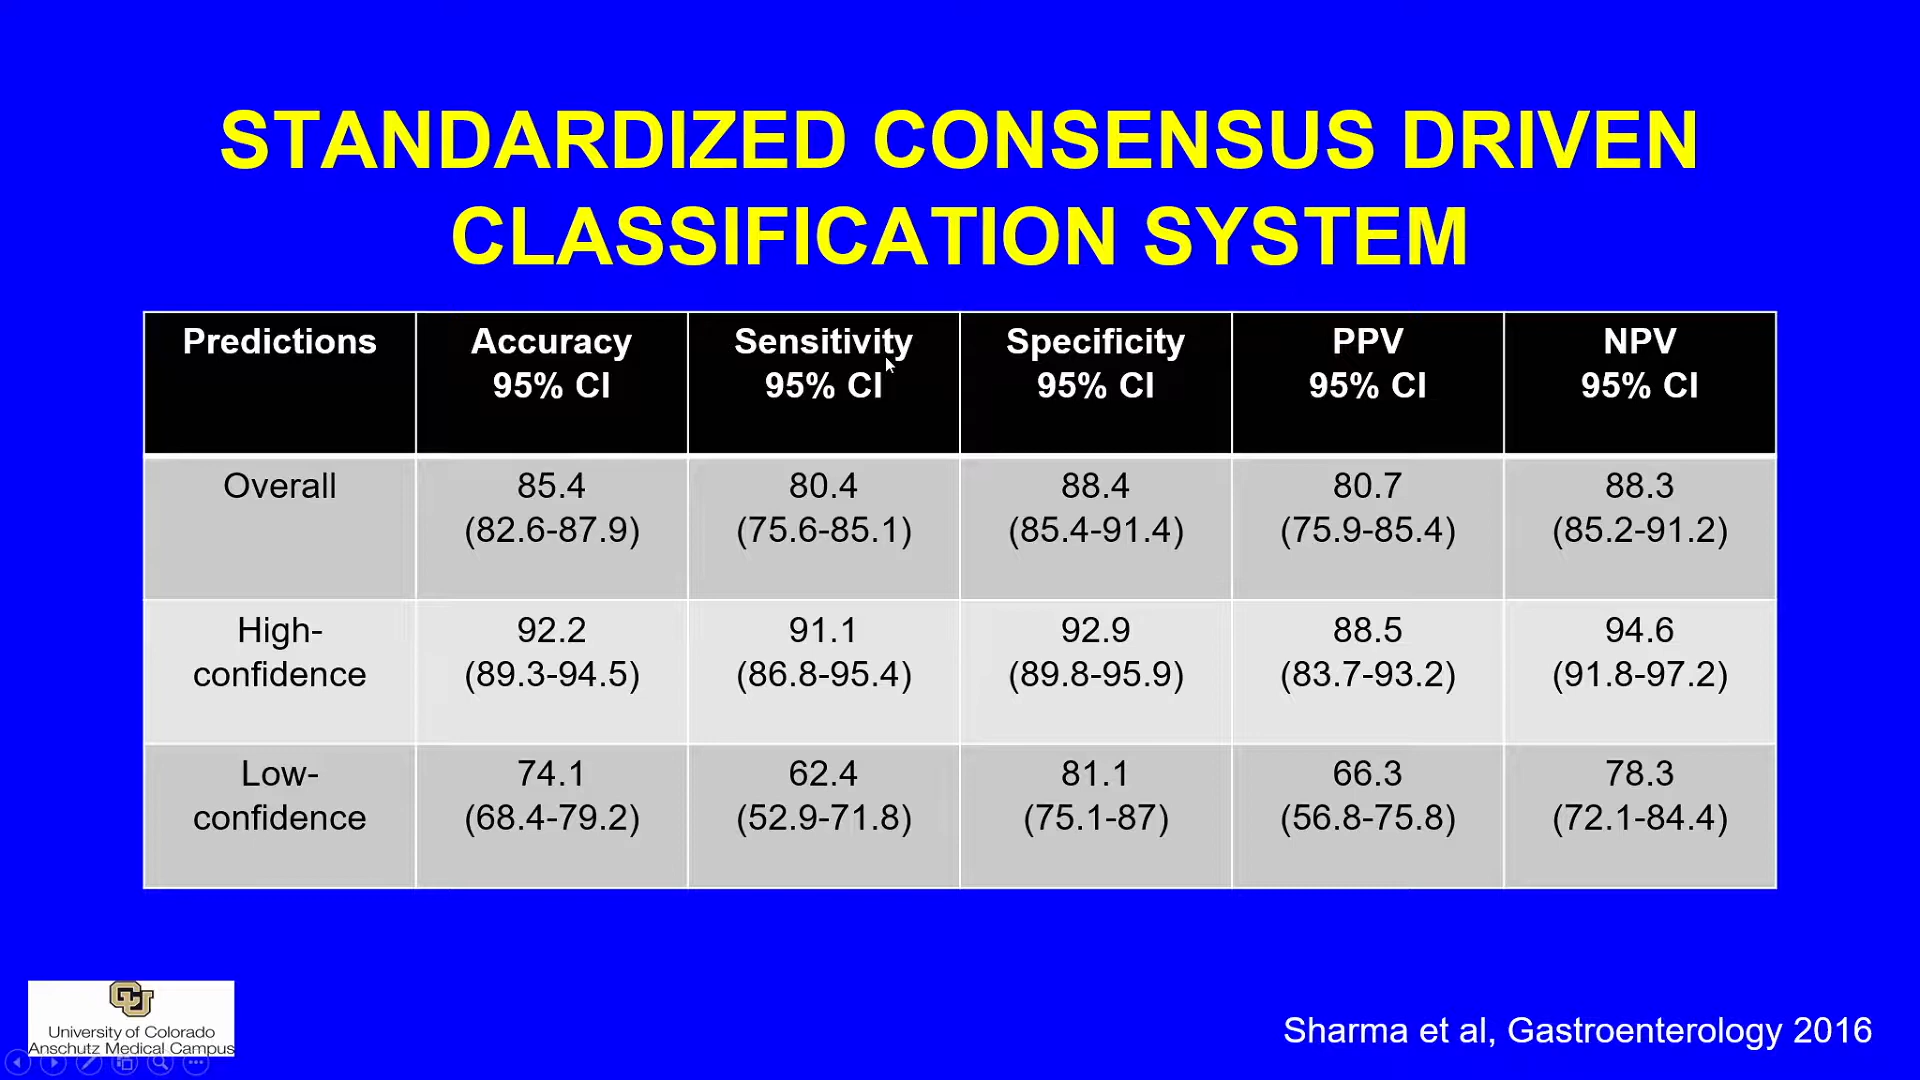 STANDARDIZED CONSENSUS DRIVEN
CLASSIFICATION SYSTEM
Predictions
Accuracy
95% CI
Sensitivity
95% CI
Specificity
95% CI
PPV
95% CI
NPV
95% CI
Overall
85.4
(82.6-87.9)
80.4
(75.6-85.1)
88.4
(85.4-91.4)
80.7
(75.9-85.4)
88.3
(85.2-91.2)
High-
confidence
92.2
(89.3-94.5)
91.1
(86.8-95.4)
92.9
(89.8-95.9)
88.5
(83.7-93.2)
94.6
(91.8-97.2)
Low-
confidence
74.1
(68.4-79.2)
62.4
(52.9-71.8)
81.1
(75.1-87)
66.3
(56.8-75.8)
78.3
(72.1-84.4)
CU
University of Colorado
Anschutz Medical Campus
Sharma et al, Gastroenterology 2016